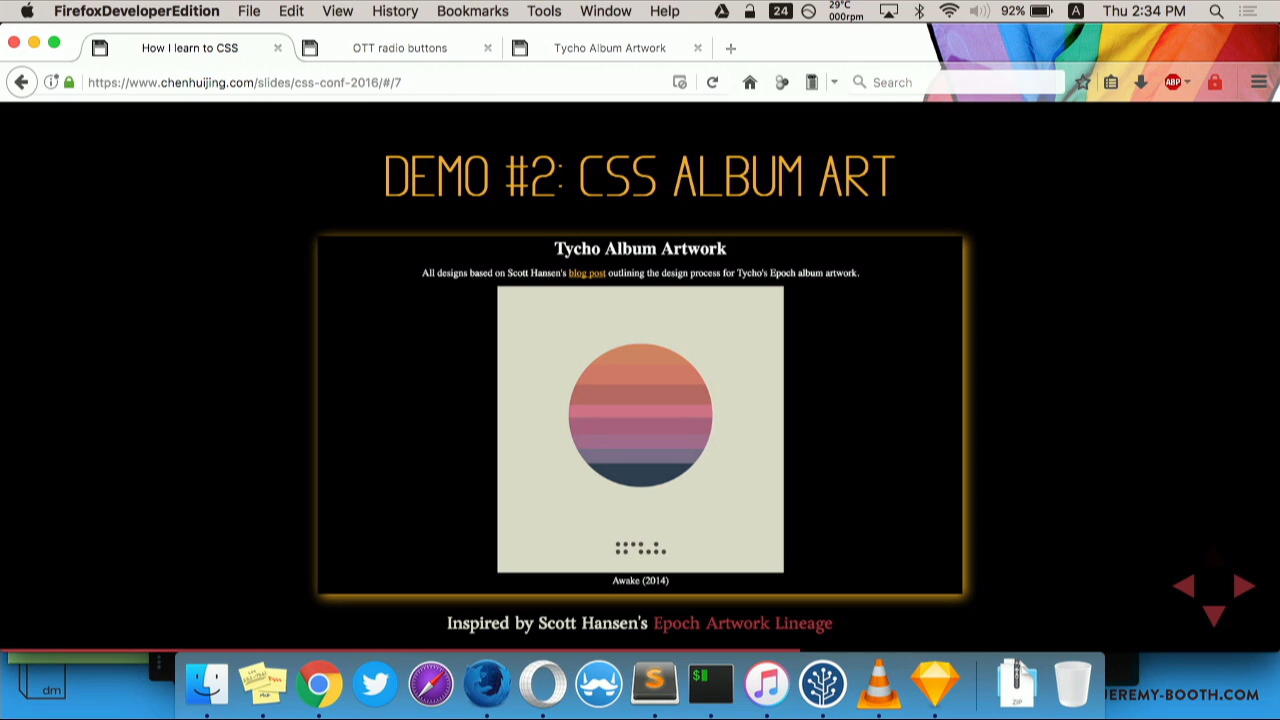 FirefoxDeveloperEdition File Edit View History Bookmarks Tools Window Help 24 29°C 000rpm 92% A Thu 2:34 PM
How I learn to CSS × OTT radio buttons × Tycho Album Artwork × +
https://www.chenhuijing.com/slides/css-conf-2016/#/7 Search ABP
DEMO #2: CSS ALBUM ART
Tycho Album Artwork
All designs based on Scott Hansen's blog post outlining the design process for Tycho's Epoch album artwork.
Awake (2014)
Inspired by Scott Hansen's Epoch Artwork Lineage
dm
S
$
ZIP
JEREMY-BOOTH.COM